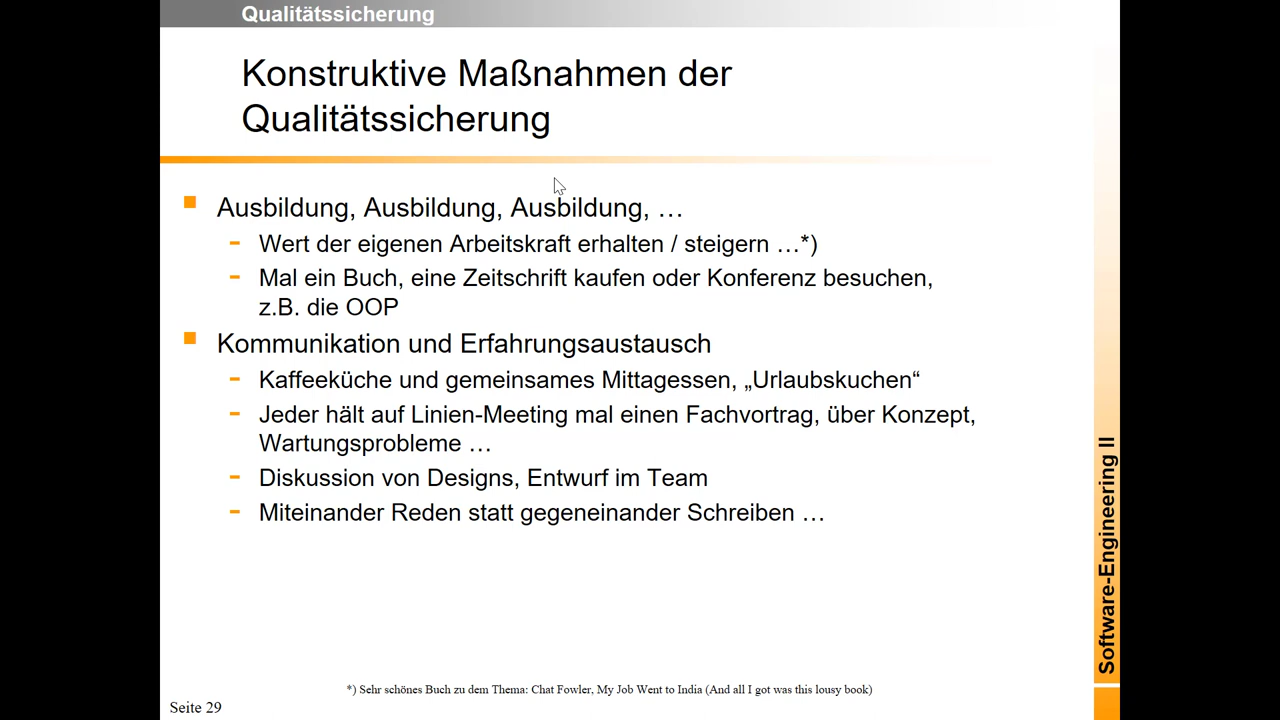 Qualitätssicherung
Konstruktive Maßnahmen der
Qualitätssicherung
Ausbildung, Ausbildung, Ausbildung, …
- Wert der eigenen Arbeitskraft erhalten / steigern …*)
- Mal ein Buch, eine Zeitschrift kaufen oder Konferenz besuchen,
z.B. die OOP
Kommunikation und Erfahrungsaustausch
- Kaffeeküche und gemeinsames Mittagessen, „Urlaubskuchen“
- Jeder hält auf Linien-Meeting mal einen Fachvortrag, über Konzept,
Wartungsprobleme …
- Diskussion von Designs, Entwurf im Team
- Miteinander Reden statt gegeneinander Schreiben …
*) Sehr schönes Buch zu dem Thema: Chat Fowler, My Job Went to India (And all I got was this lousy book)
Seite 29
Software-Engineering II